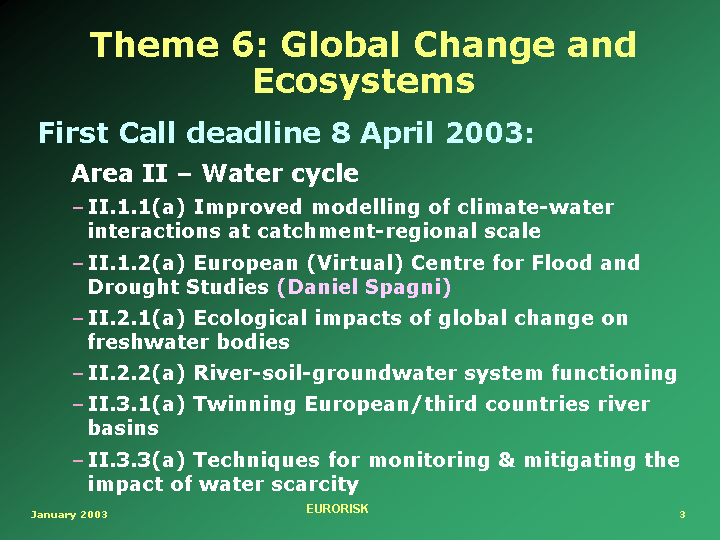 Theme 6: Global Change and
Ecosystems
First Call deadline 8 April 2003:
Area II – Water cycle
– II.1.1(a) Improved modelling of climate-water
interactions at catchment-regional scale
– II.1.2(a) European (Virtual) Centre for Flood and
Drought Studies (Daniel Spagni)
– II.2.1(a) Ecological impacts of global change on
freshwater bodies
– II.2.2(a) River-soil-groundwater system functioning
– II.3.1(a) Twinning European/third countries river
basins
– II.3.3(a) Techniques for monitoring & mitigating the
impact of water scarcity
January 2003
EURORISK
3